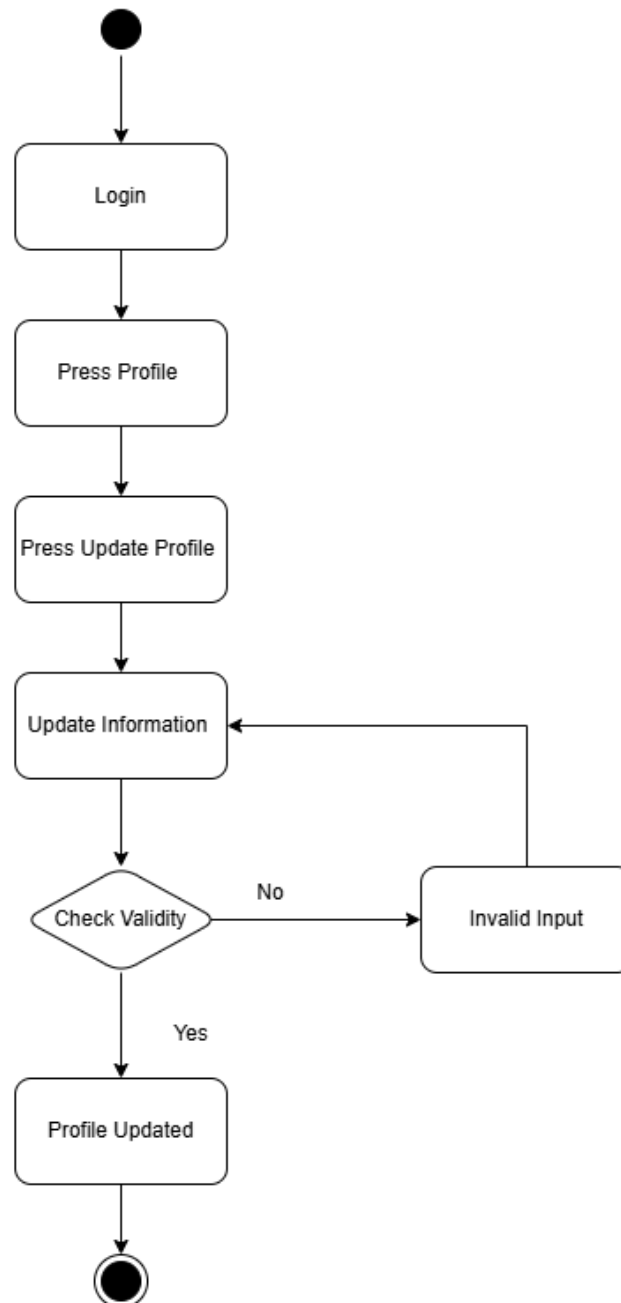 Login
Press Profile
Press Update Profile
Update Information
Check Validity
No
Invalid Input
Yes
Profile Updated